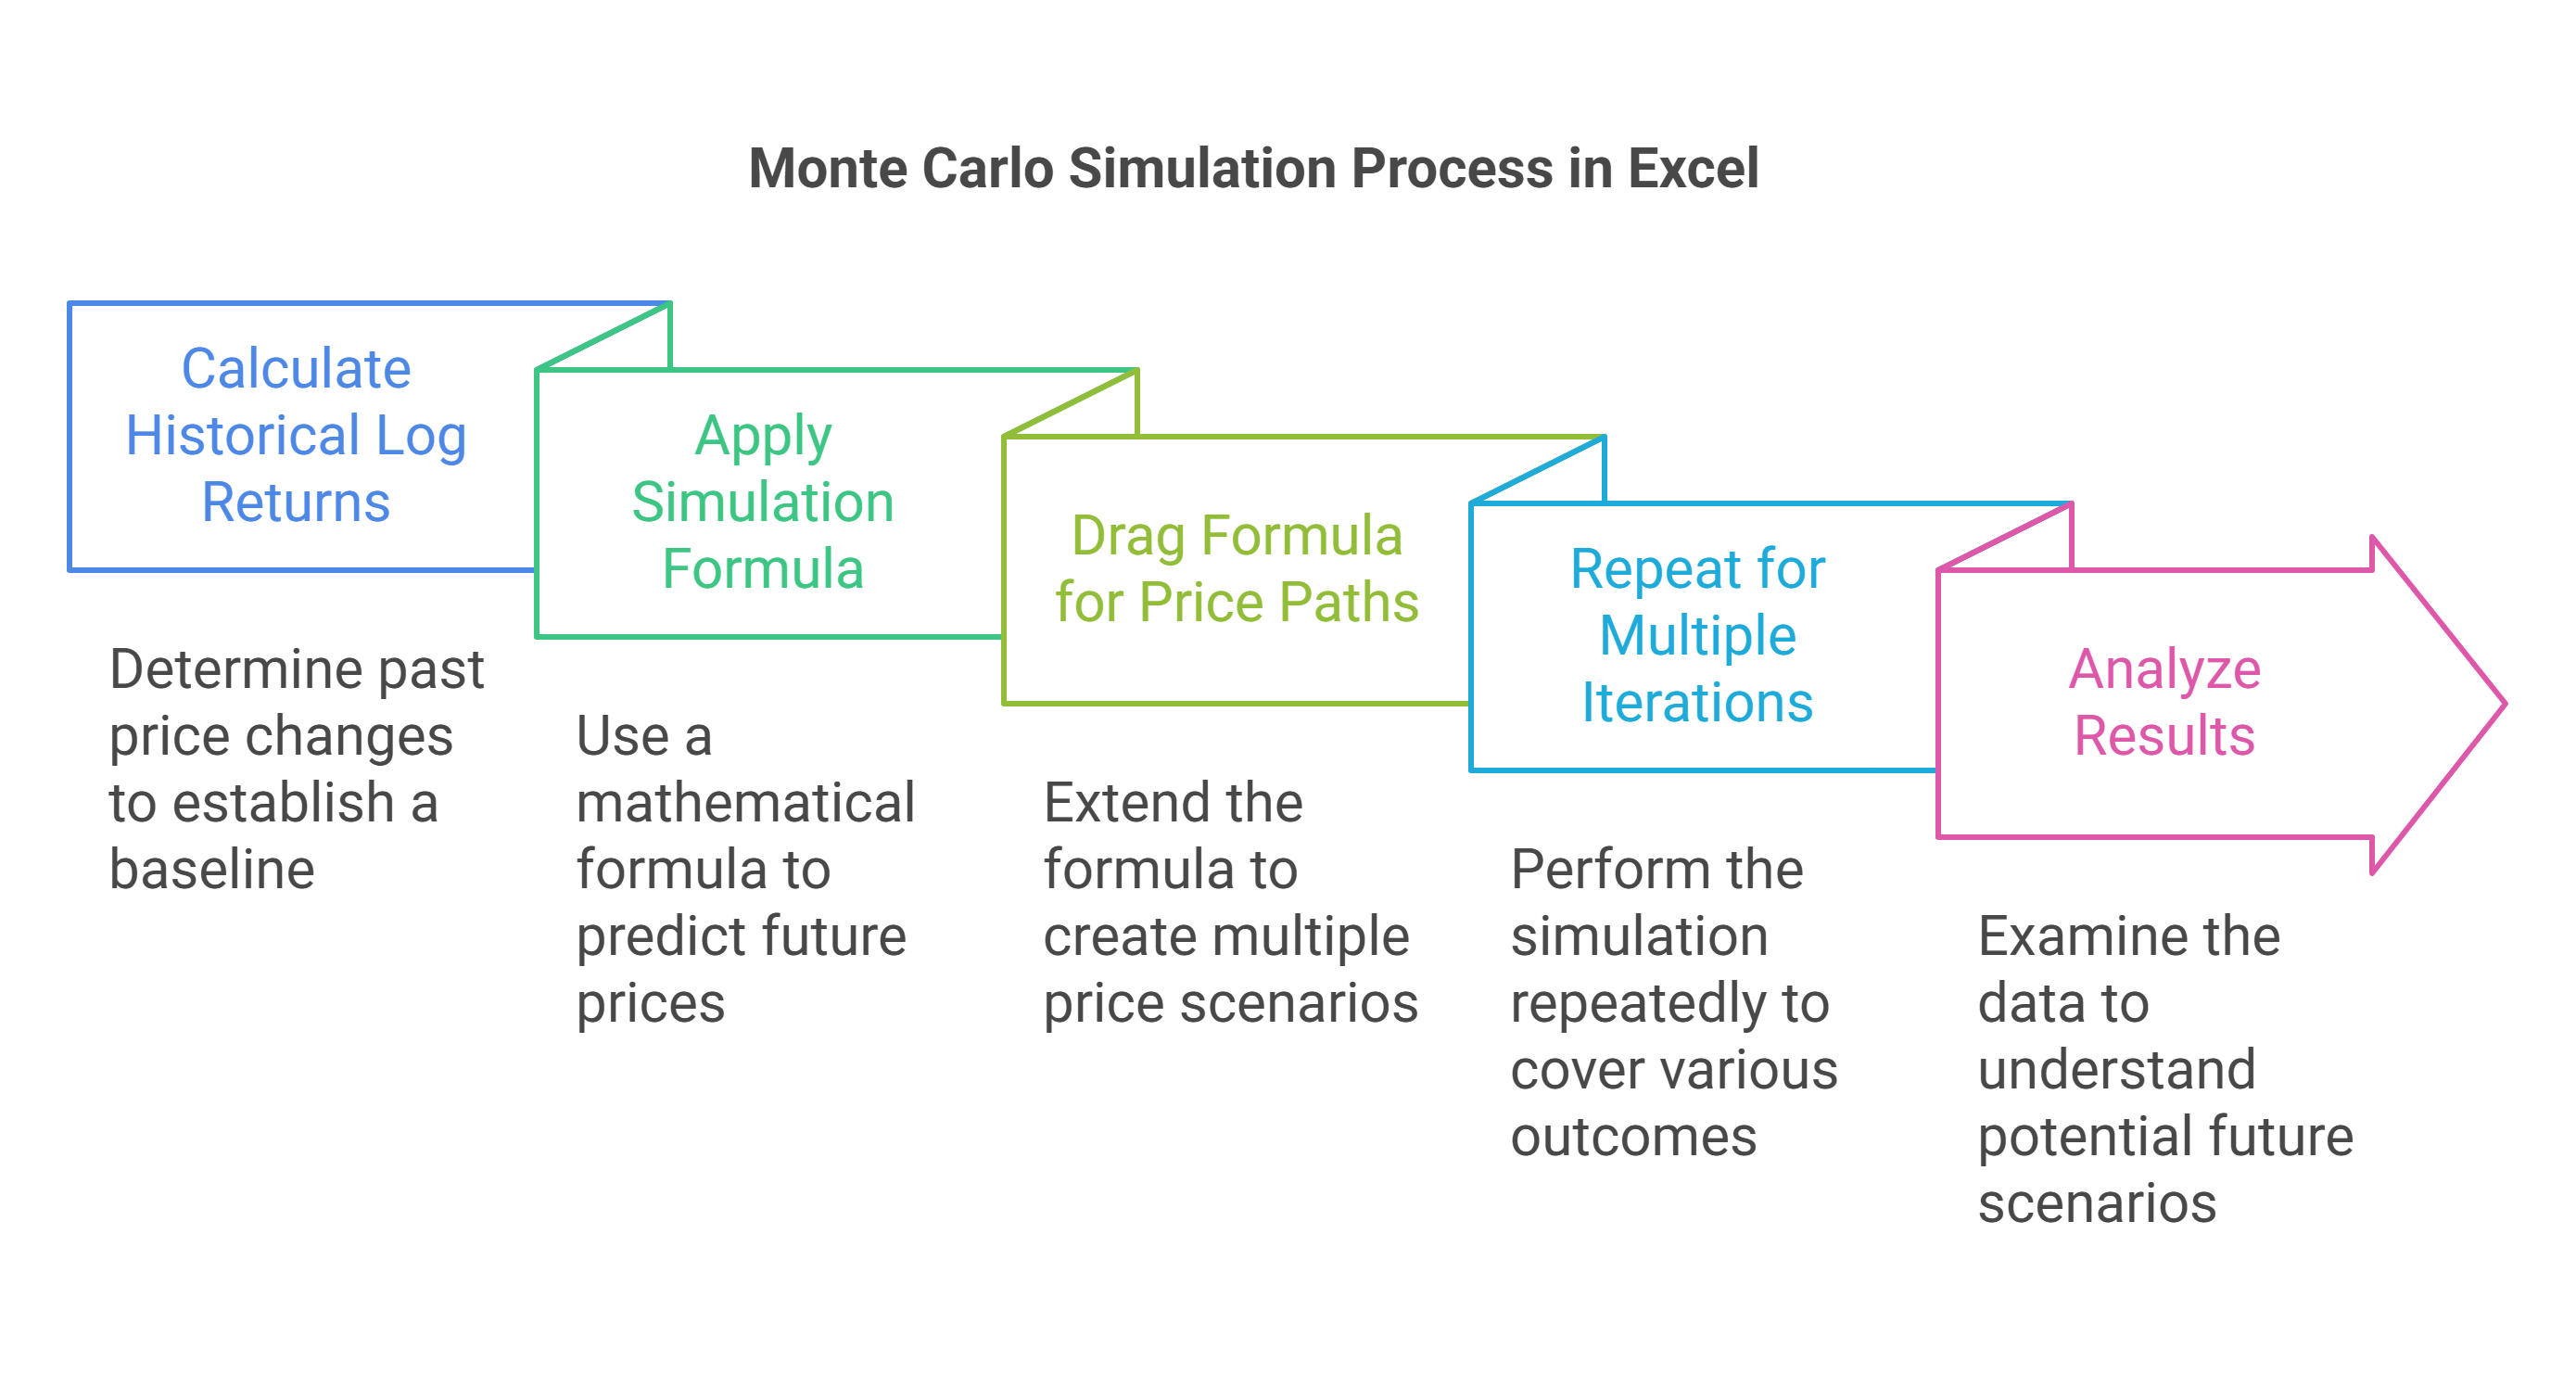 Monte Carlo Simulation Process in Excel
Calculate
Historical Log
Returns
Determine past
price changes
to establish a
baseline
Apply
Simulation
Formula
Use a
mathematical
formula to
predict future
prices
Drag Formula
for Price Paths
Extend the
formula to
create multiple
price scenarios
Repeat for
Multiple
Iterations
Perform the
simulation
repeatedly to
cover various
outcomes
Analyze
Results
Examine the
data to
understand
potential future
scenarios